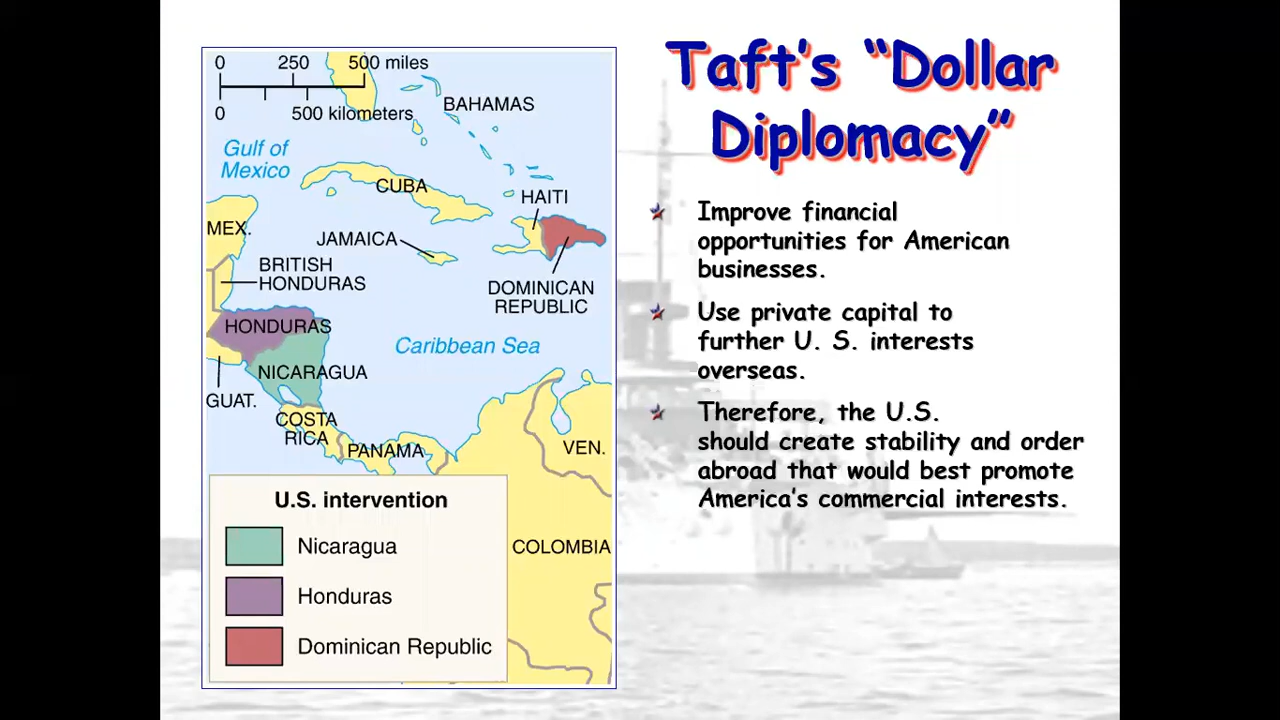 Taft's “Dollar
Diplomacy”
Improve financial
opportunities for American
businesses.
Use private capital to
further U. S. interests
overseas.
Therefore, the U.S.
should create stability and order
abroad that would best promote
America's commercial interests.
0 250 500 miles
0 500 kilometers
BAHAMAS
Gulf of
Mexico
CUBA
HAITI
MEX.
JAMAICA
BRITISH
HONDURAS
DOMINICAN
REPUBLIC
HONDURAS
Caribbean Sea
NICARAGUA
GUAT.
COSTA
RICA
PANAMA
VEN.
COLOMBIA
U.S. intervention
Nicaragua
Honduras
Dominican Republic